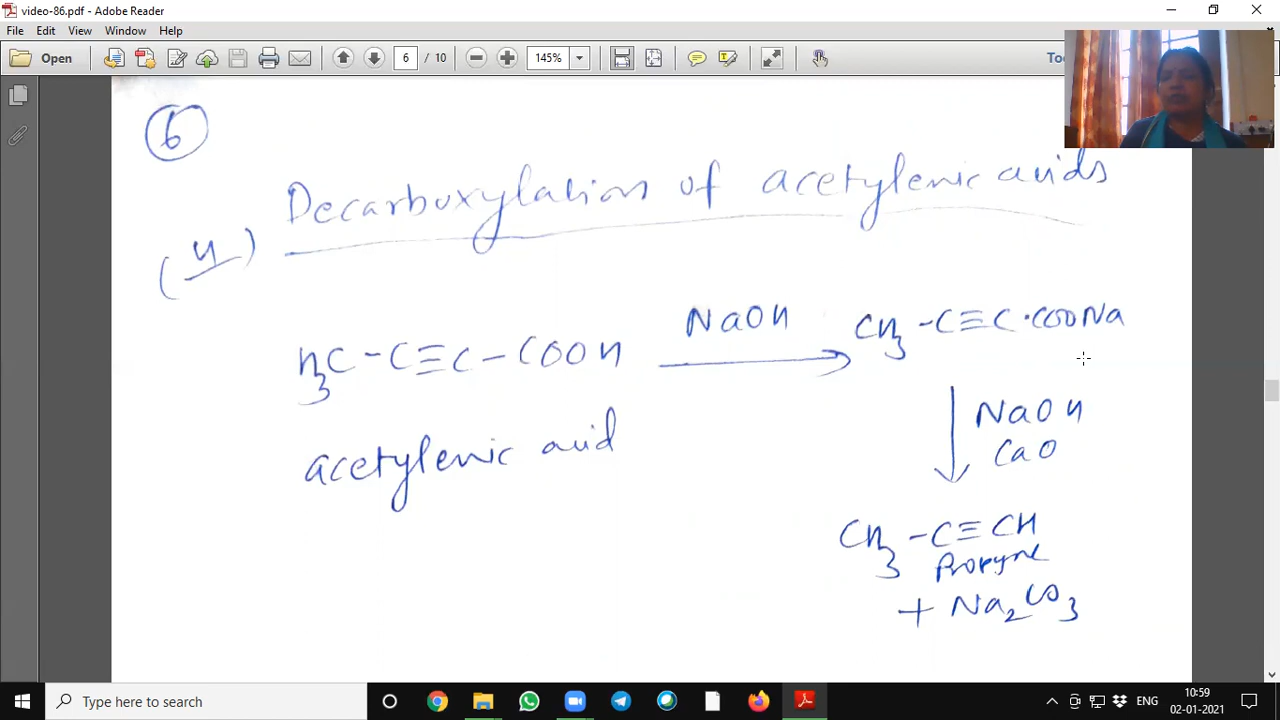 video-86.pdf - Adobe Reader
File Edit View Window Help
Open 6 / 10 145%
6
Decarboxylation of acetylenic acids
(4)
H3C-C≡C-COOH NaOH CH3-C≡C·COONa
acetylenic acid
NaOH
CaO
CH3-C≡CH
Propyne
+ Na2CO3
Type here to search
ENG
10:59
02-01-2021